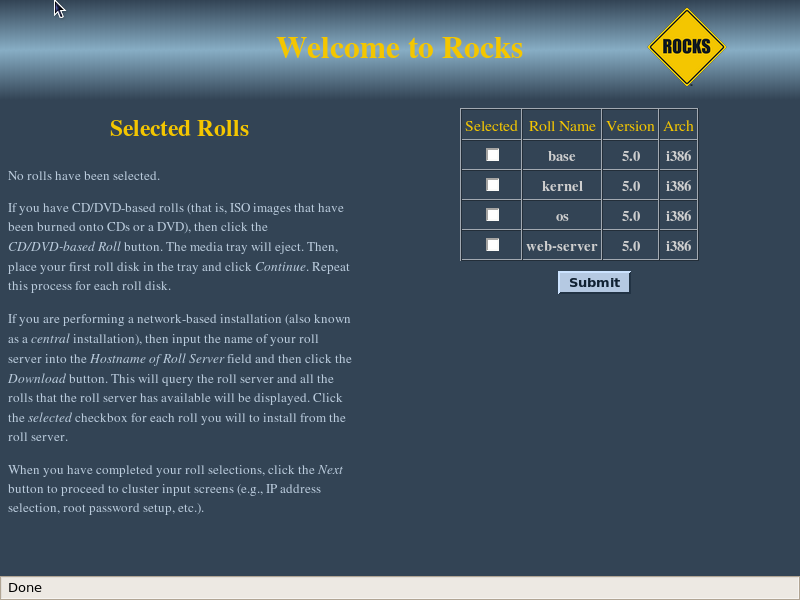 Welcome to Rocks
ROCKS
Selected Rolls
No rolls have been selected.
If you have CD/DVD-based rolls (that is, ISO images that have
been burned onto CDs or a DVD), then click the
CD/DVD-based Roll button. The media tray will eject. Then,
place your first roll disk in the tray and click Continue. Repeat
this process for each roll disk.
If you are performing a network-based installation (also known
as a central installation), then input the name of your roll
server into the Hostname of Roll Server field and then click the
Download button. This will query the roll server and all the
rolls that the roll server has available will be displayed. Click
the selected checkbox for each roll you will to install from the
roll server.
When you have completed your roll selections, click the Next
button to proceed to cluster input screens (e.g., IP address
selection, root password setup, etc.).
Selected Roll Name Version Arch
base 5.0 i386
kernel 5.0 i386
os 5.0 i386
web-server 5.0 i386
Submit
Done